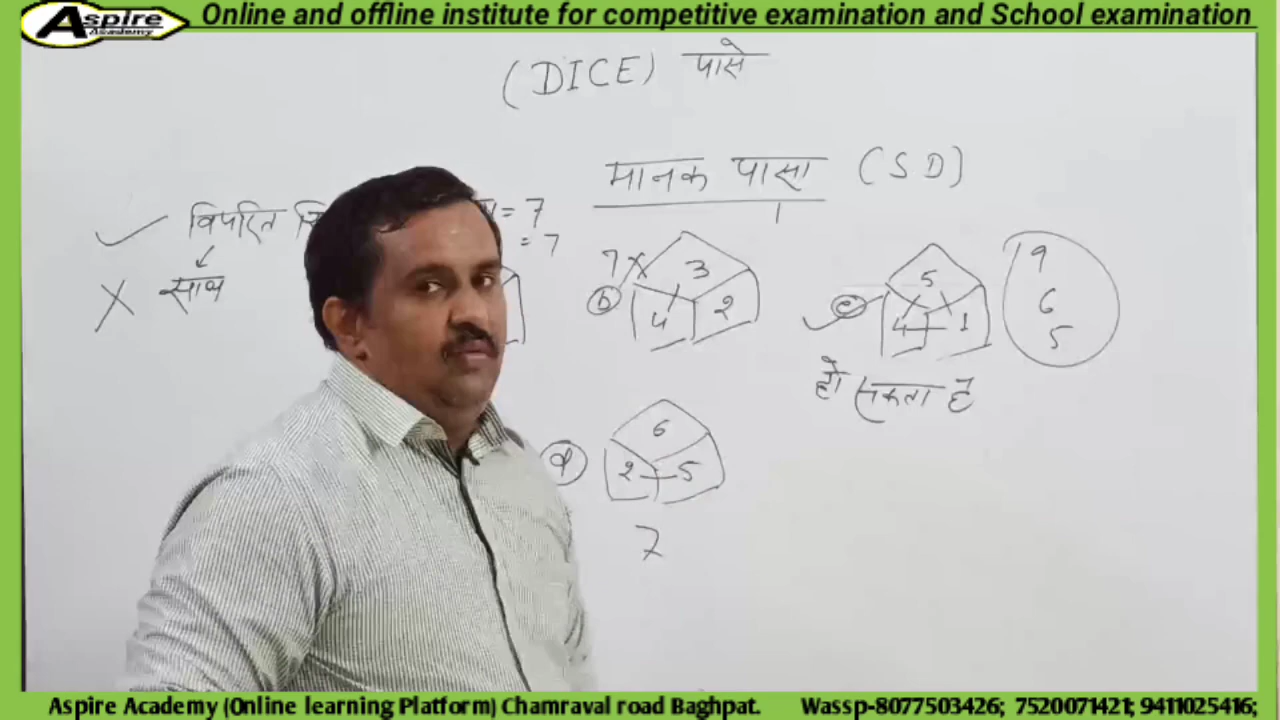 Aspire
Academy
Online and offline institute for competitive examination and School examination
(DICE) पासे
मानक पासा (SD)
विपरित = 7
= 7
साथ
7
b
3
4 2
c
5
4 1
9
6
5
हो सकता है
d
6
2 5
7
Aspire Academy (Online learning Platform) Chamraval road Baghpat. Wassp-8077503426; 7520071421; 9411025416;